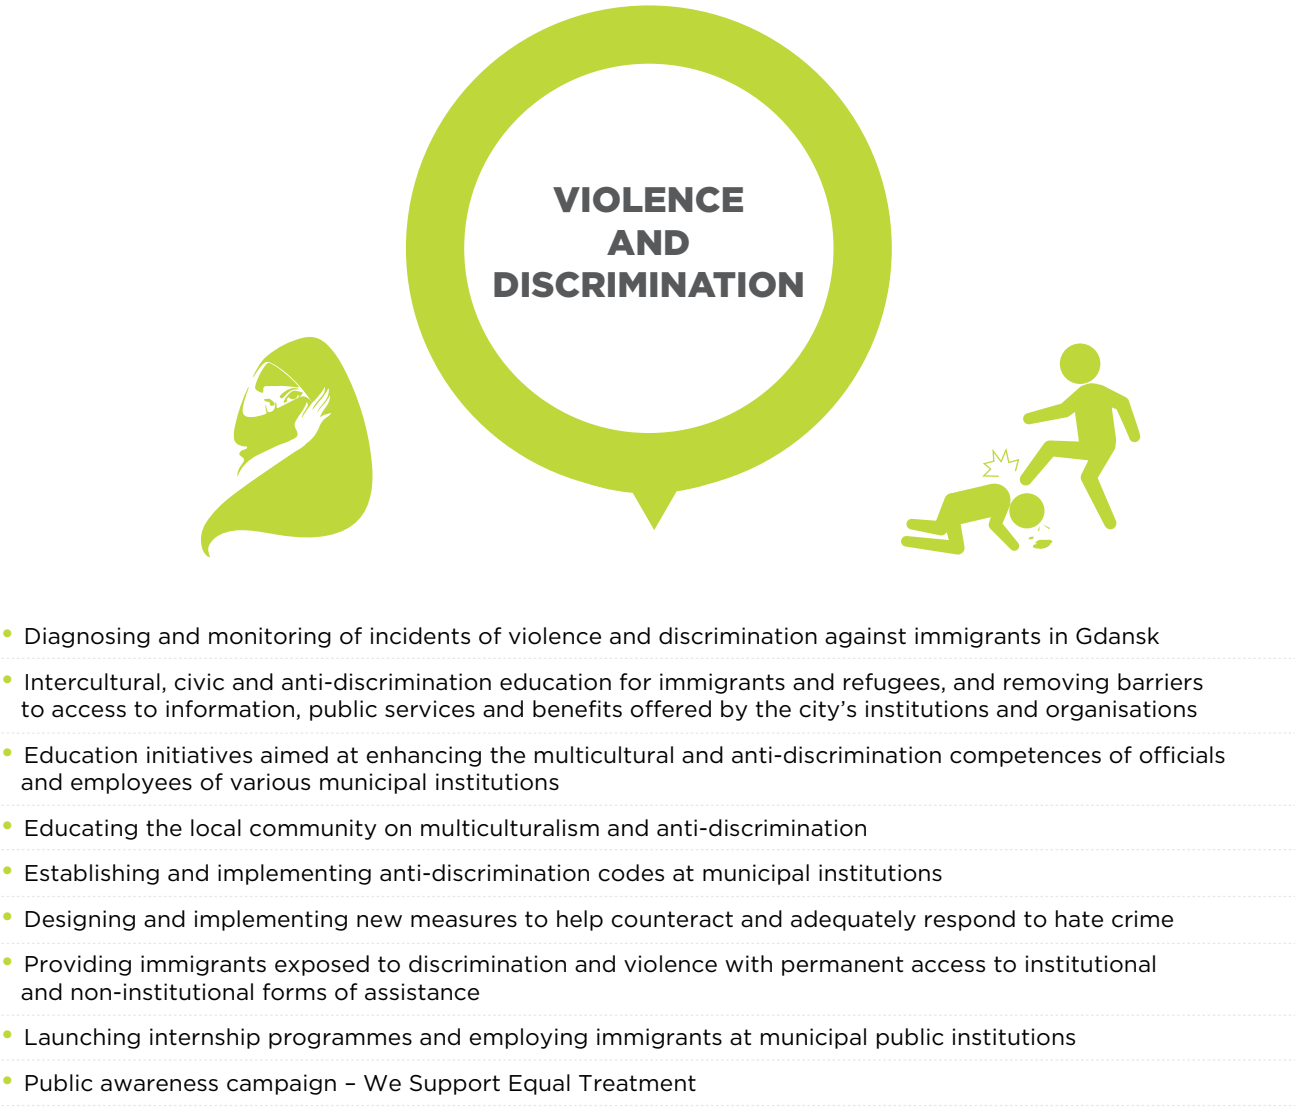 VIOLENCE
AND
DISCRIMINATION
• Diagnosing and monitoring of incidents of violence and discrimination against immigrants in Gdansk
• Intercultural, civic and anti-discrimination education for immigrants and refugees, and removing barriers
to access to information, public services and benefits offered by the city’s institutions and organisations
• Education initiatives aimed at enhancing the multicultural and anti-discrimination competences of officials
and employees of various municipal institutions
• Educating the local community on multiculturalism and anti-discrimination
• Establishing and implementing anti-discrimination codes at municipal institutions
• Designing and implementing new measures to help counteract and adequately respond to hate crime
• Providing immigrants exposed to discrimination and violence with permanent access to institutional
and non-institutional forms of assistance
• Launching internship programmes and employing immigrants at municipal public institutions
• Public awareness campaign – We Support Equal Treatment